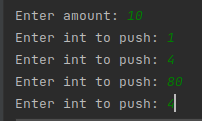 Enter amount: 10
Enter int to push: 1
Enter int to push: 4
Enter int to push: 80
Enter int to push: 4